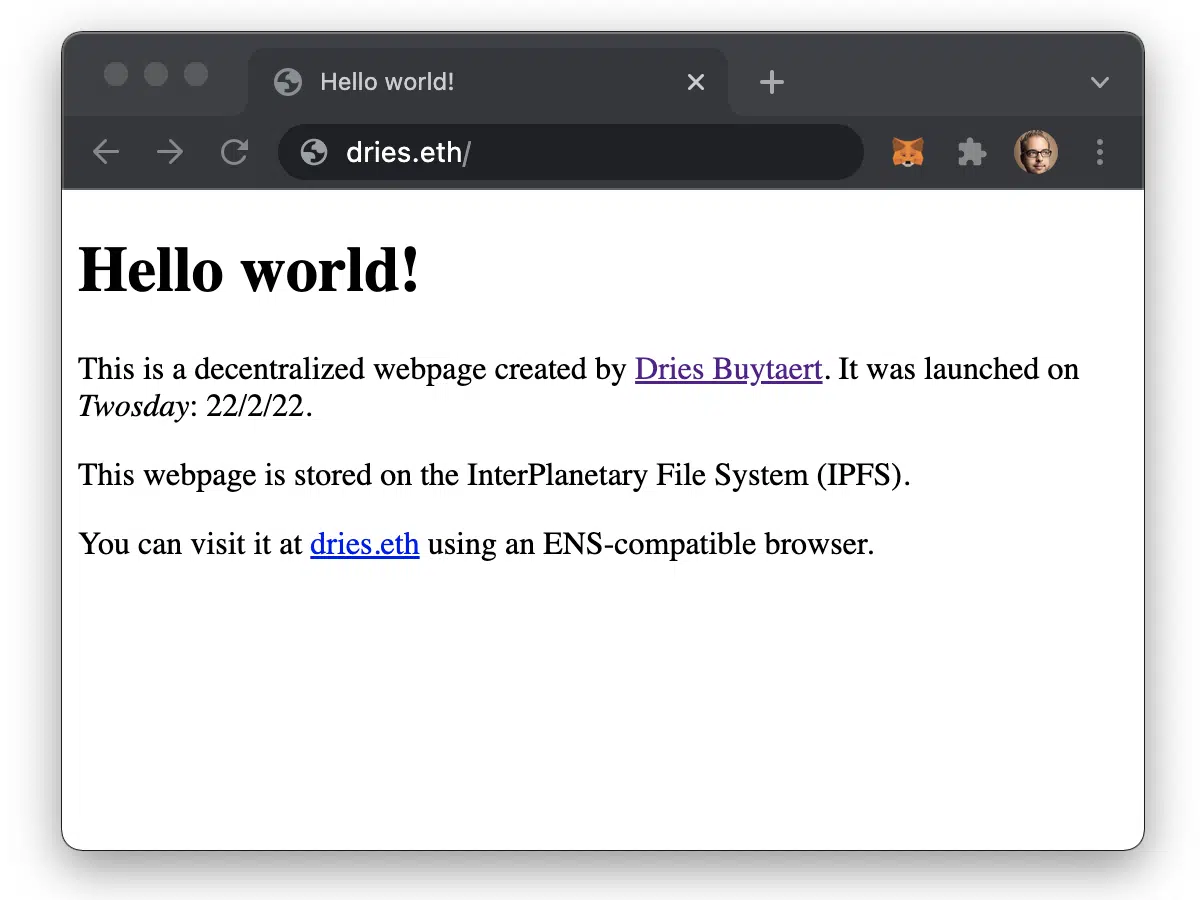 Hello world!
dries.eth/
Hello world!
This is a decentralized webpage created by Dries Buytaert. It was launched on
Twosday: 22/2/22.
This webpage is stored on the InterPlanetary File System (IPFS).
You can visit it at dries.eth using an ENS-compatible browser.